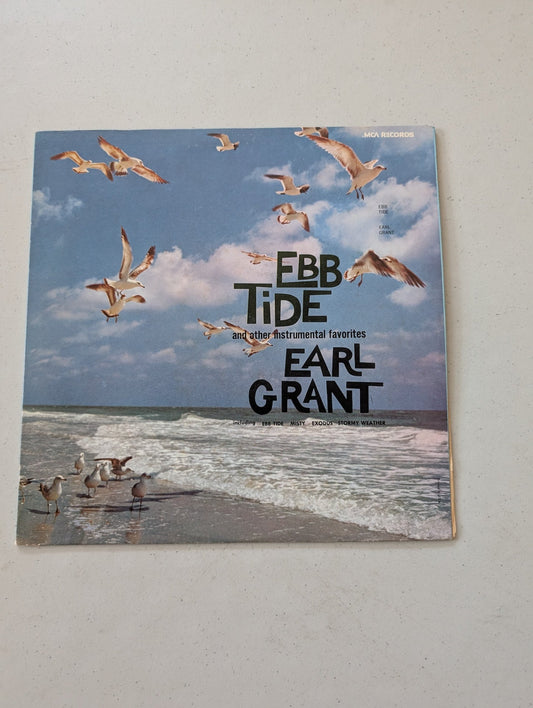 MCA RECORDS
EBB
TIDE
EARL
GRANT
EBB
TiDE
and other instrumental favorites
EARL
GRANT
including EBB TIDE MISTY EXODUS STORMY WEATHER